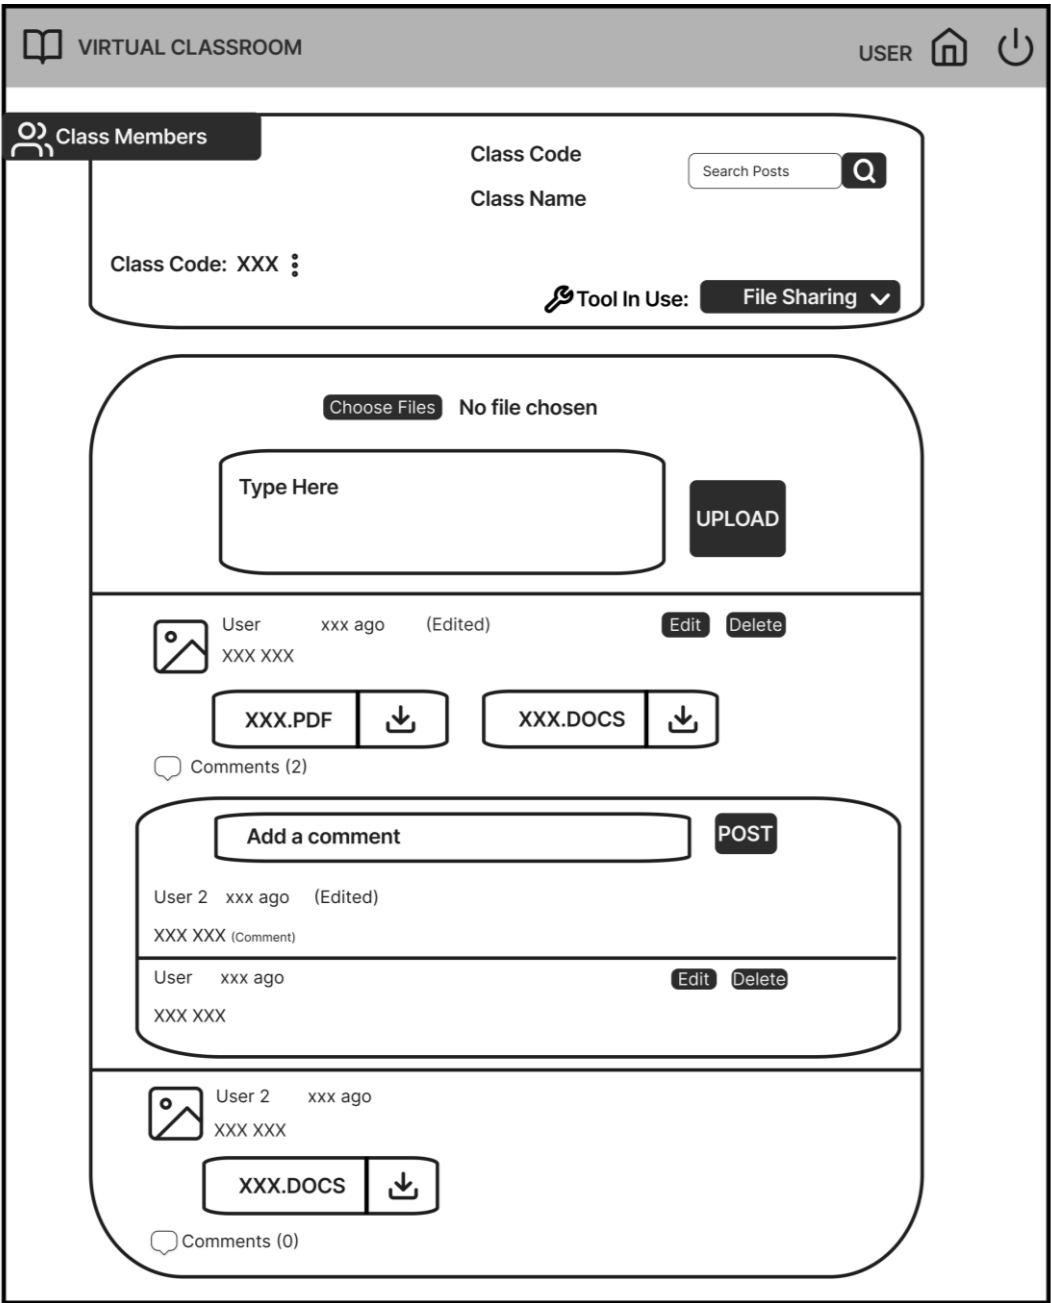 VIRTUAL CLASSROOM
USER
Class Members
Class Code
Search Posts
Class Name
Class Code: XXX
Tool In Use: File Sharing
Choose Files No file chosen
Type Here
UPLOAD
User xxx ago (Edited) Edit Delete
XXX XXX
XXX.PDF XXX.DOCS
Comments (2)
Add a comment POST
User 2 xxx ago (Edited)
XXX XXX (Comment)
User xxx ago Edit Delete
XXX XXX
User 2 xxx ago
XXX XXX
XXX.DOCS
Comments (0)